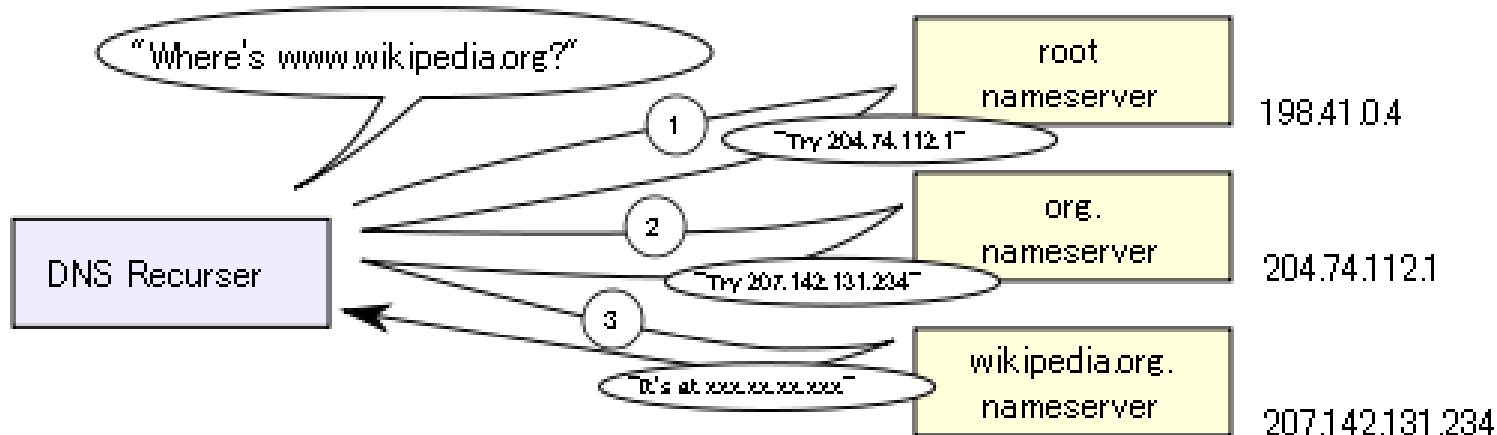 "Where's www.wikipedia.org?"
root
nameserver
198.41.0.4
1
"Try 204.74.112.1"
org.
nameserver
204.74.112.1
2
"Try 207.142.131.234"
DNS Recurser
3
wikipedia.org.
nameserver
207.142.131.234
"It's at xxx.xx.xx.xxx"